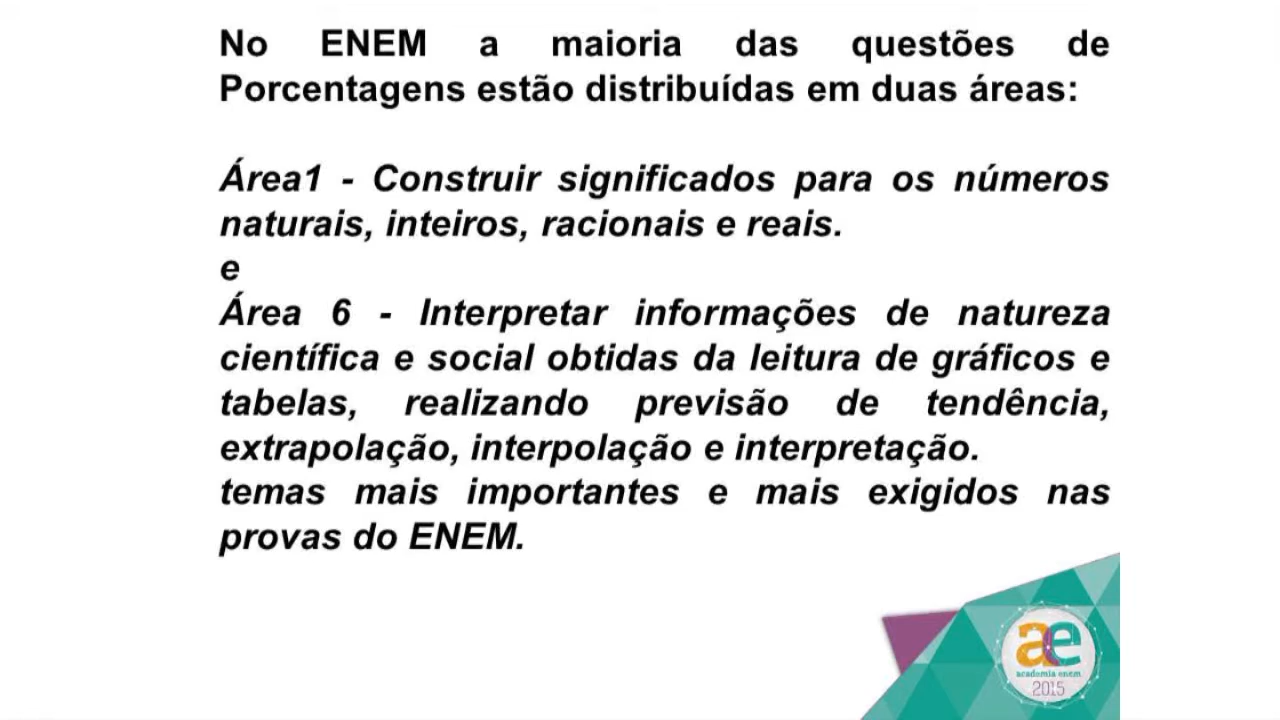 No ENEM a maioria das questões de
Porcentagens estão distribuídas em duas áreas:
Área1 - Construir significados para os números
naturais, inteiros, racionais e reais.
e
Área 6 - Interpretar informações de natureza
científica e social obtidas da leitura de gráficos e
tabelas, realizando previsão de tendência,
extrapolação, interpolação e interpretação.
temas mais importantes e mais exigidos nas
provas do ENEM.
ae
academia enem
2015